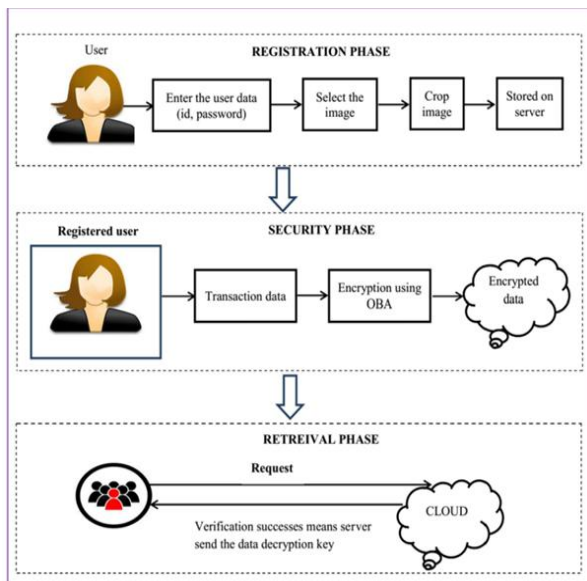 REGISTRATION PHASE
User
Enter the user data
(id, password)
Select the
image
Crop
image
Stored on
server
SECURITY PHASE
Registered user
Transaction data
Encryption using
OBA
Encrypted
data
RETREIVAL PHASE
Request
CLOUD
Verification successes means server
send the data decryption key